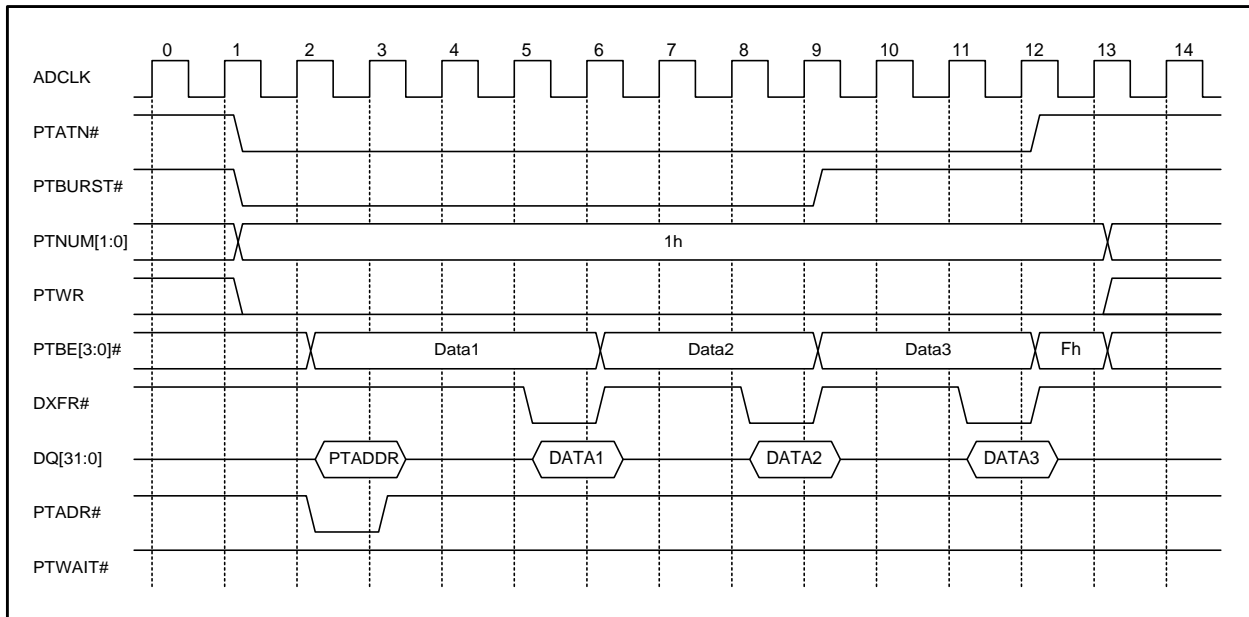 0 1 2 3 4 5 6 7 8 9 10 11 12 13 14
ADCLK
PTATN#
PTBURST#
PTNUM[1:0] 1h
PTWR
PTBE[3:0]# Data1 Data2 Data3 Fh
DXFR#
DQ[31:0] PTADDR DATA1 DATA2 DATA3
PTADR#
PTWAIT#